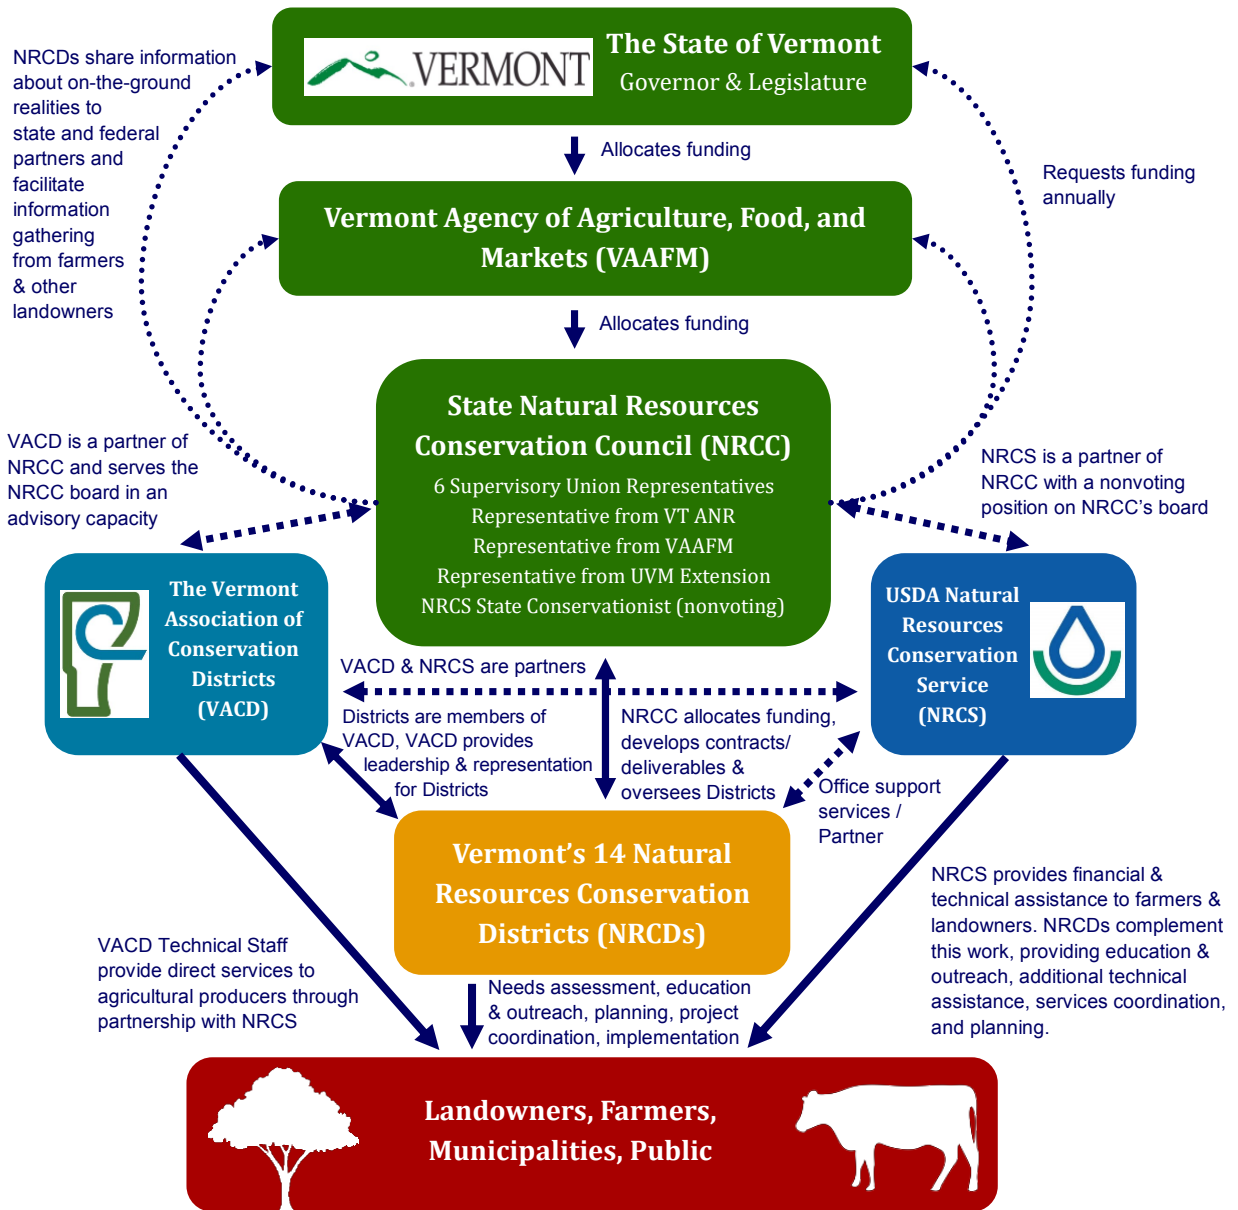 The State of Vermont
Governor & Legislature
VERMONT
NRCDs share information
about on-the-ground
realities to
state and federal
partners and
facilitate
information
gathering
from farmers
& other
landowners
Allocates funding
Requests funding
annually
Vermont Agency of Agriculture, Food, and
Markets (VAAFM)
Allocates funding
State Natural Resources
Conservation Council (NRCC)
6 Supervisory Union Representatives
Representative from VT ANR
Representative from VAAFM
Representative from UVM Extension
NRCS State Conservationist (nonvoting)
VACD is a partner of
NRCC and serves the
NRCC board in an
advisory capacity
NRCS is a partner of
NRCC with a nonvoting
position on NRCC's board
The Vermont
Association of
Conservation
Districts
(VACD)
USDA Natural
Resources
Conservation
Service
(NRCS)
VACD & NRCS are partners
Districts are members of
VACD, VACD provides
leadership & representation
for Districts
NRCC allocates funding,
develops contracts/
deliverables &
oversees Districts
Office support
services /
Partner
Vermont's 14 Natural
Resources Conservation
Districts (NRCDs)
VACD Technical Staff
provide direct services to
agricultural producers through
partnership with NRCS
Needs assessment, education
& outreach, planning, project
coordination, implementation
NRCS provides financial &
technical assistance to farmers &
landowners. NRCDs complement
this work, providing education &
outreach, additional technical
assistance, services coordination,
and planning.
Landowners, Farmers,
Municipalities, Public